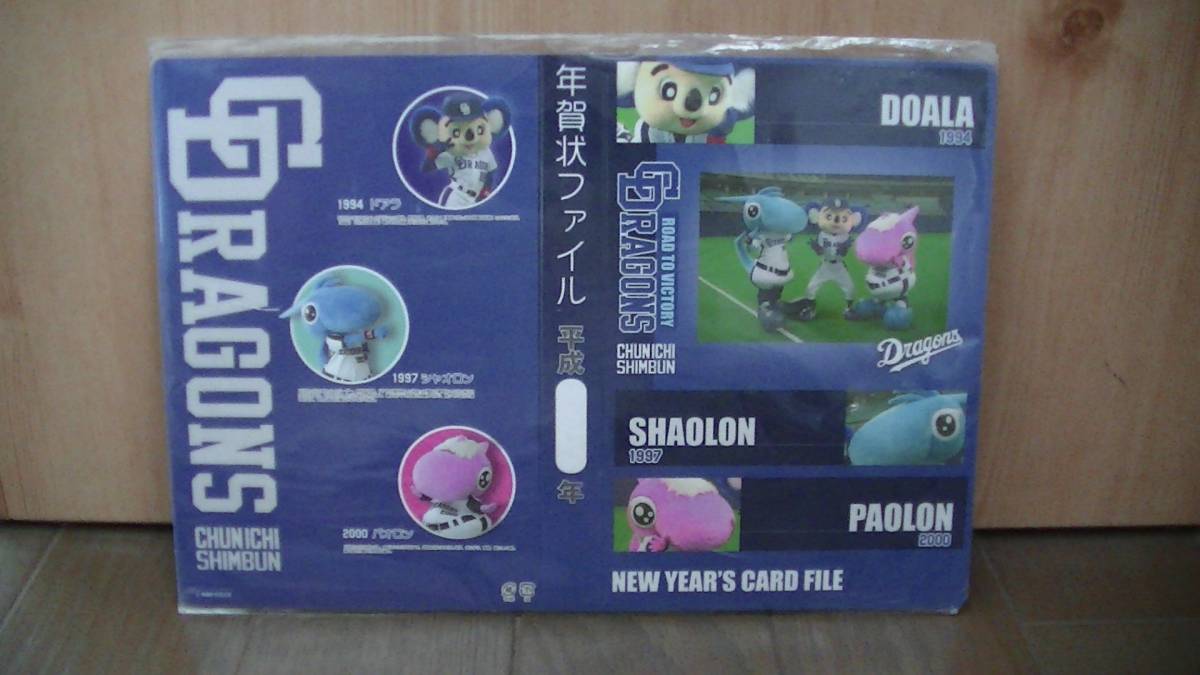 DRAGONS
CHUNICHI
SHIMBUN
1994 ドアラ
1997 シャオロン
2000 パオロン
年賀状ファイル 平成 年
DOALA
1994
ROAD TO VICTORY
DRAGONS
CHUNICHI
SHIMBUN
Dragons
SHAOLON
1997
PAOLON
2000
NEW YEAR'S CARD FILE